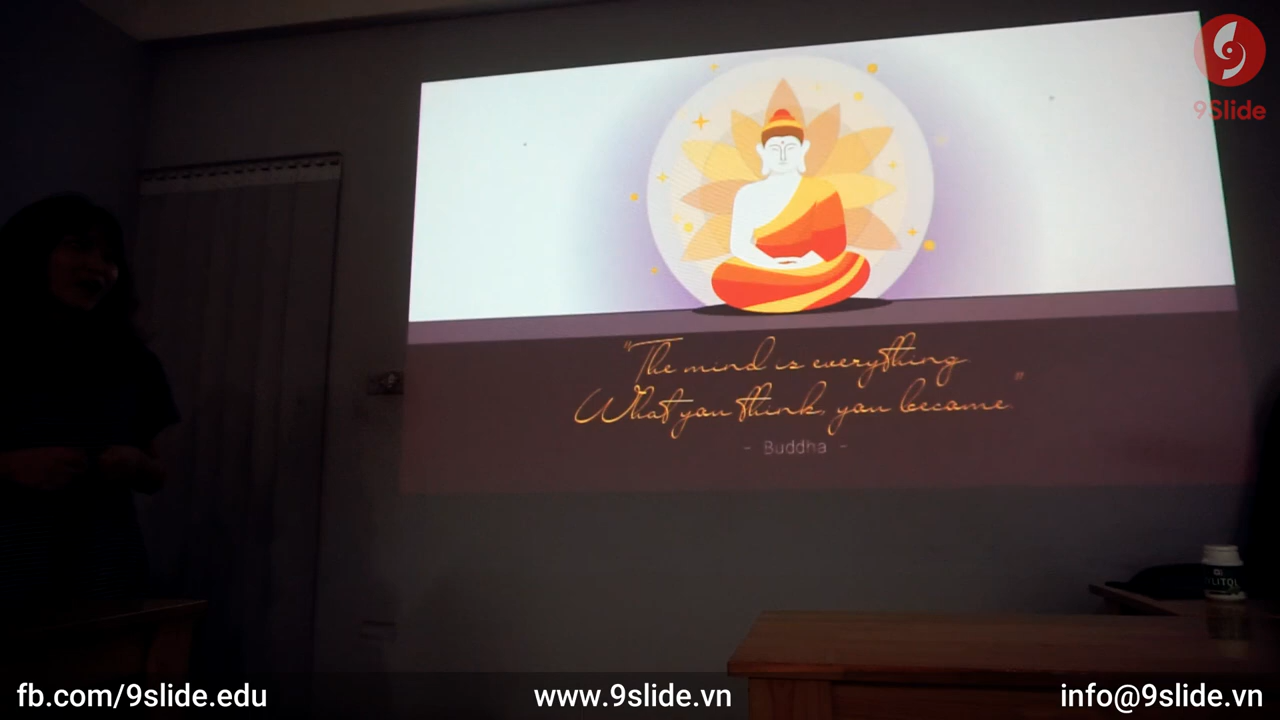 9Slide
"The mind is everything
What you think, you become."
- Buddha -
fb.com/9slide.edu
www.9slide.vn
info@9slide.vn